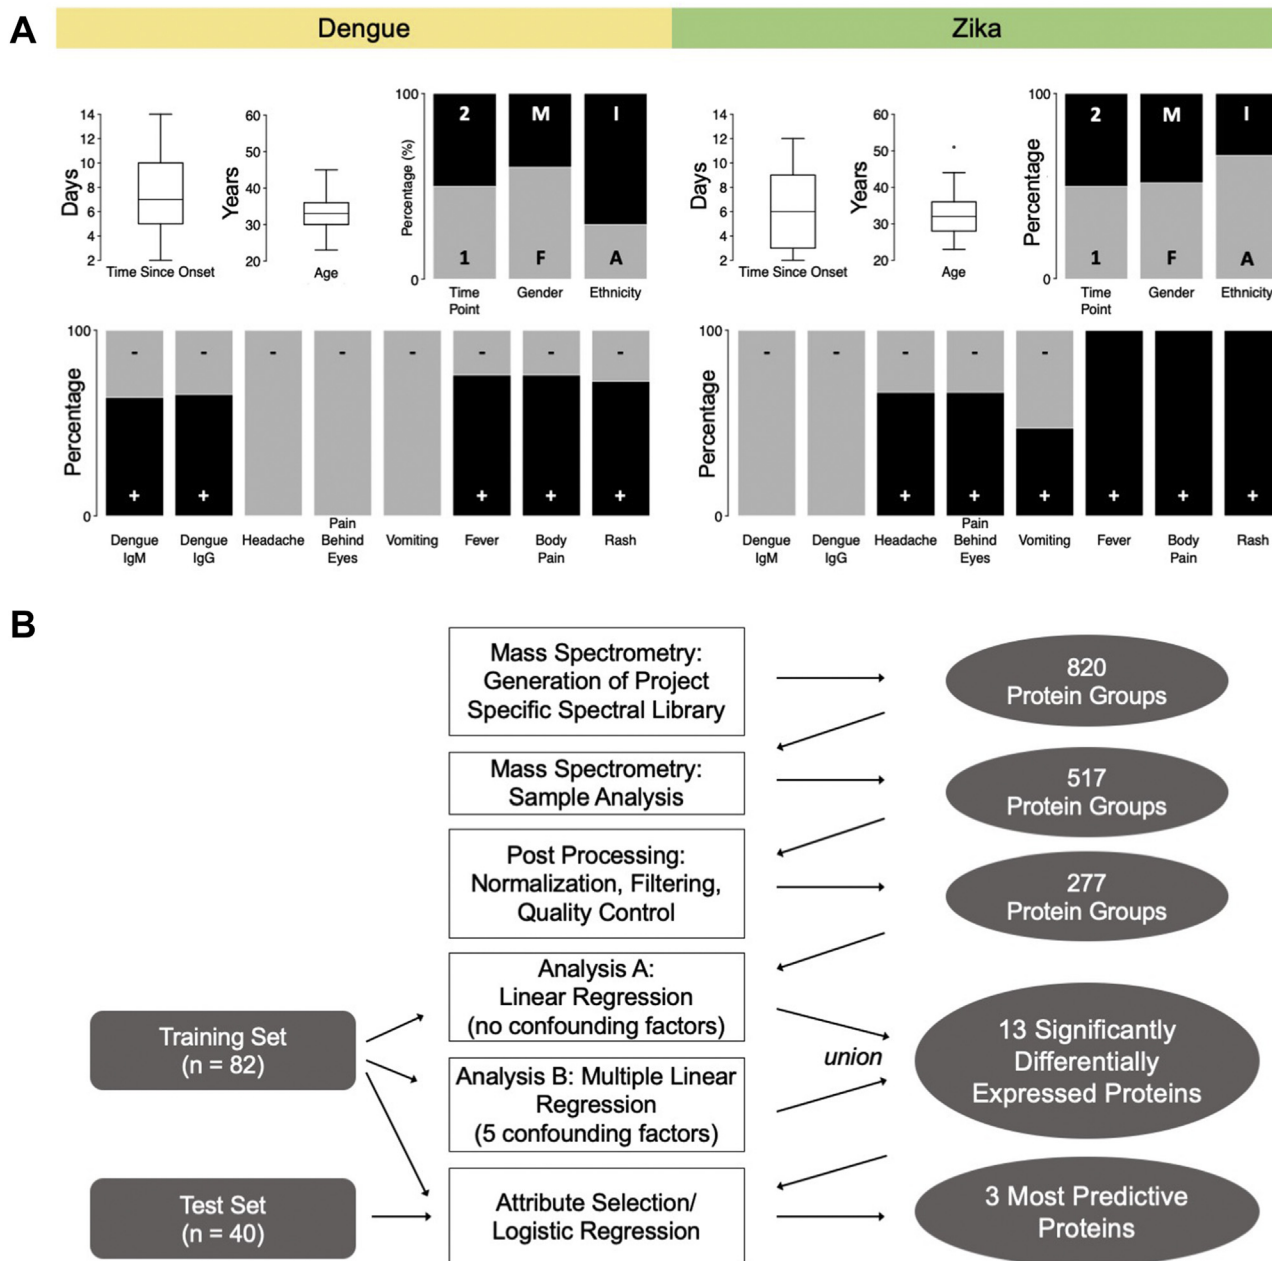 A
Dengue
Zika
14
12
10
8
6
4
2
Days
Time Since Onset
60
50
40
30
20
Years
Age
100
0
Percentage (%)
2
M
I
1
F
A
Time
Point
Gender
Ethnicity
14
12
10
8
6
4
2
Days
Time Since Onset
60
50
40
30
20
Years
Age
100
0
Percentage
2
M
I
1
F
A
Time
Point
Gender
Ethnicity
100
0
Percentage
- - - - - - - -
+ + + + +
Dengue
IgM
Dengue
IgG
Headache
Pain
Behind
Eyes
Vomiting
Fever
Body
Pain
Rash
100
0
Percentage
- - - - -
+ + + + + +
Dengue
IgM
Dengue
IgG
Headache
Pain
Behind
Eyes
Vomiting
Fever
Body
Pain
Rash
B
Mass Spectrometry:
Generation of Project
Specific Spectral Library
820
Protein Groups
Mass Spectrometry:
Sample Analysis
517
Protein Groups
Post Processing:
Normalization, Filtering,
Quality Control
277
Protein Groups
Training Set
(n = 82)
Analysis A:
Linear Regression
(no confounding factors)
union
13 Significantly
Differentially
Expressed Proteins
Analysis B: Multiple Linear
Regression
(5 confounding factors)
Test Set
(n = 40)
Attribute Selection/
Logistic Regression
3 Most Predictive
Proteins